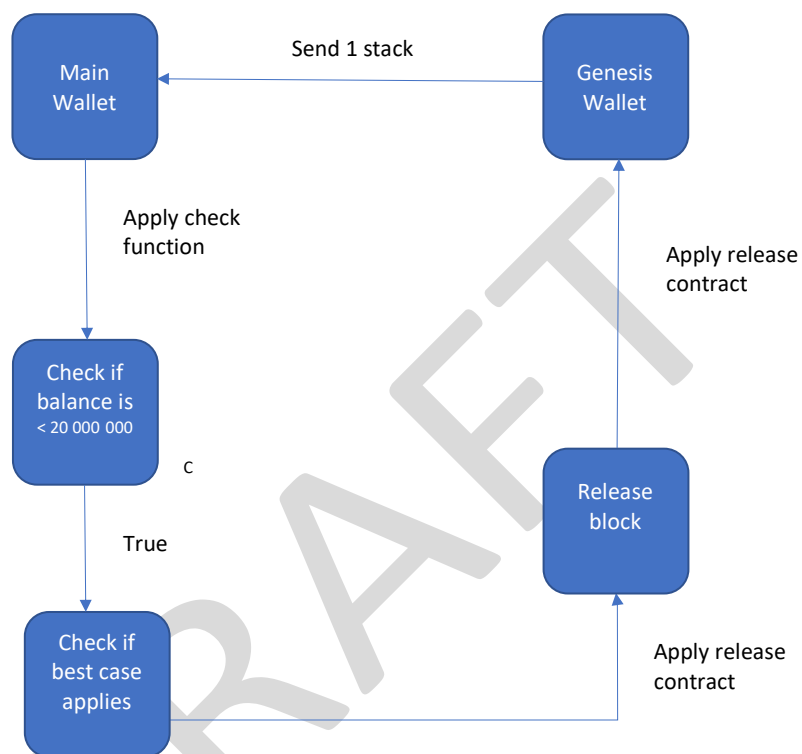 Send 1 stack
Main
Wallet
Genesis
Wallet
Apply check
function
Apply release
contract
Check if
balance is
< 20 000 000
C
Release
block
True
Check if
best case
applies
Apply release
contract
DRAFT